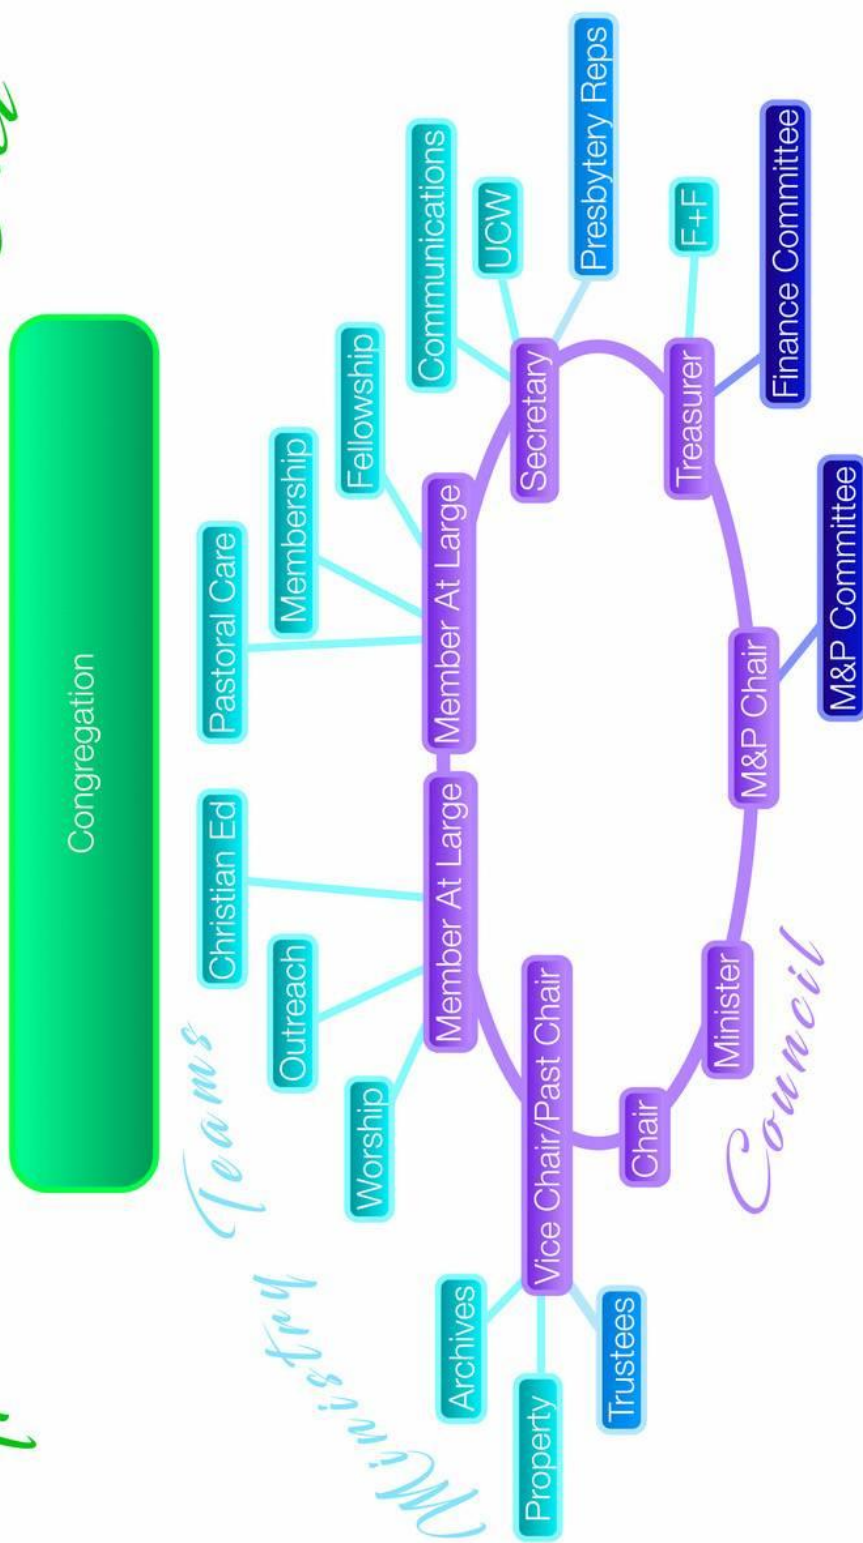 Congregation
Ministry Teams
Pastoral Care
Christian Ed
Membership
Outreach
Fellowship
Worship
Communications
UCW
Presbytery Reps
Archives
Property
Trustees
Member At Large
Member At Large
Secretary
Vice Chair/Past Chair
Treasurer
F+F
Chair
Minister
M&P Chair
Finance Committee
M&P Committee
Council